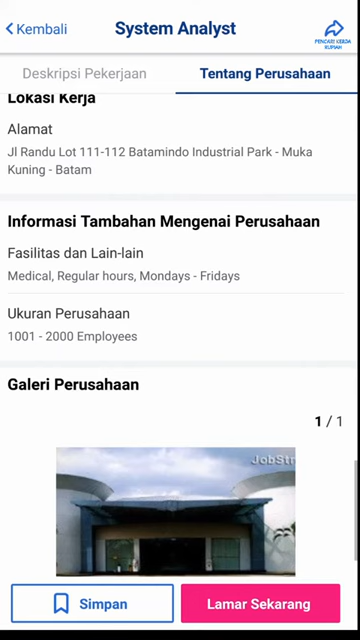 Kembali
System Analyst
PENCARI KERJA
RUPIAH
Deskripsi Pekerjaan
Tentang Perusahaan
Lokasi Kerja
Alamat
Jl Randu Lot 111-112 Batamindo Industrial Park - Muka
Kuning - Batam
Informasi Tambahan Mengenai Perusahaan
Fasilitas dan Lain-lain
Medical, Regular hours, Mondays - Fridays
Ukuran Perusahaan
1001 - 2000 Employees
Galeri Perusahaan
1 / 1
JobStr
Simpan
Lamar Sekarang